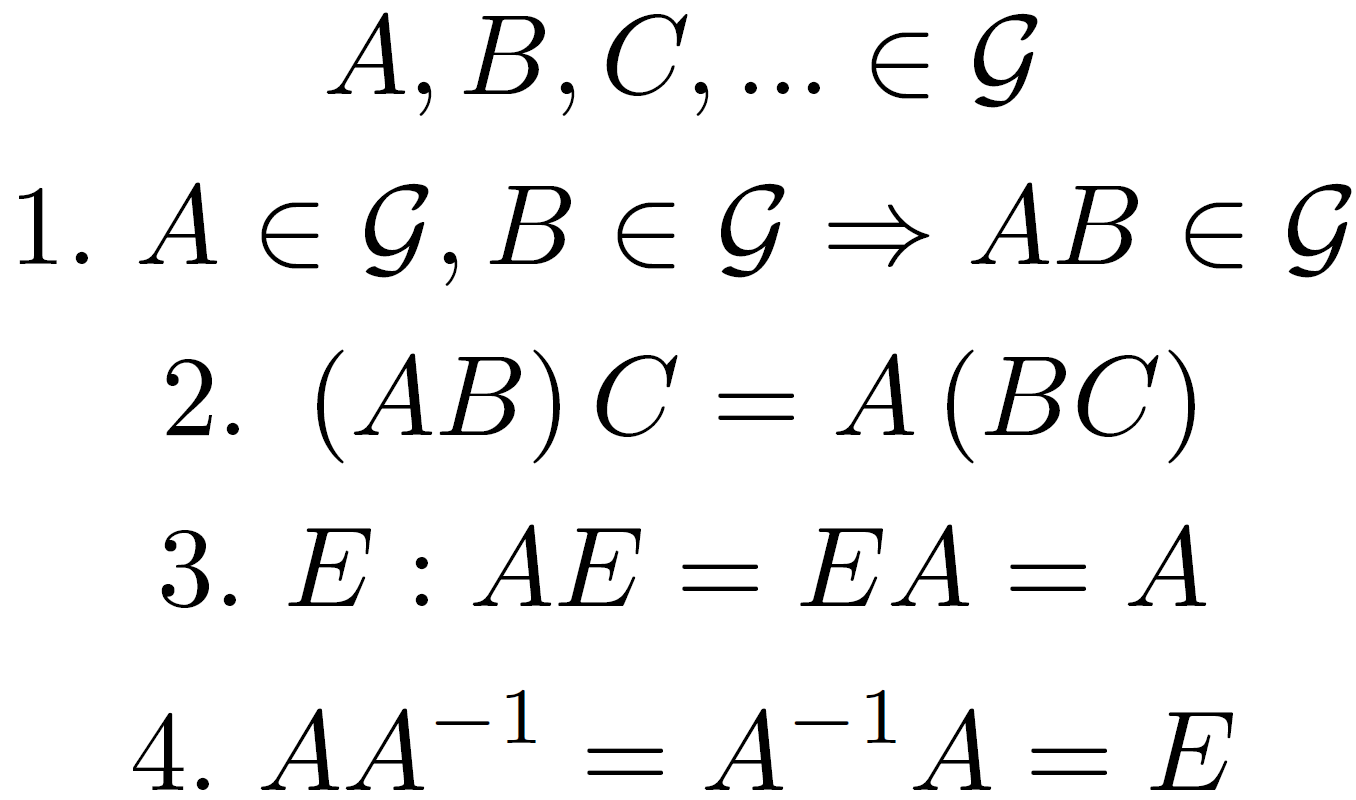 A, B, C, ... ∈ 𝒢
1. A ∈ 𝒢, B ∈ 𝒢 ⇒ AB ∈ 𝒢
2. (AB) C = A (BC)
3. E : AE = EA = A
4. AA⁻¹ = A⁻¹A = E